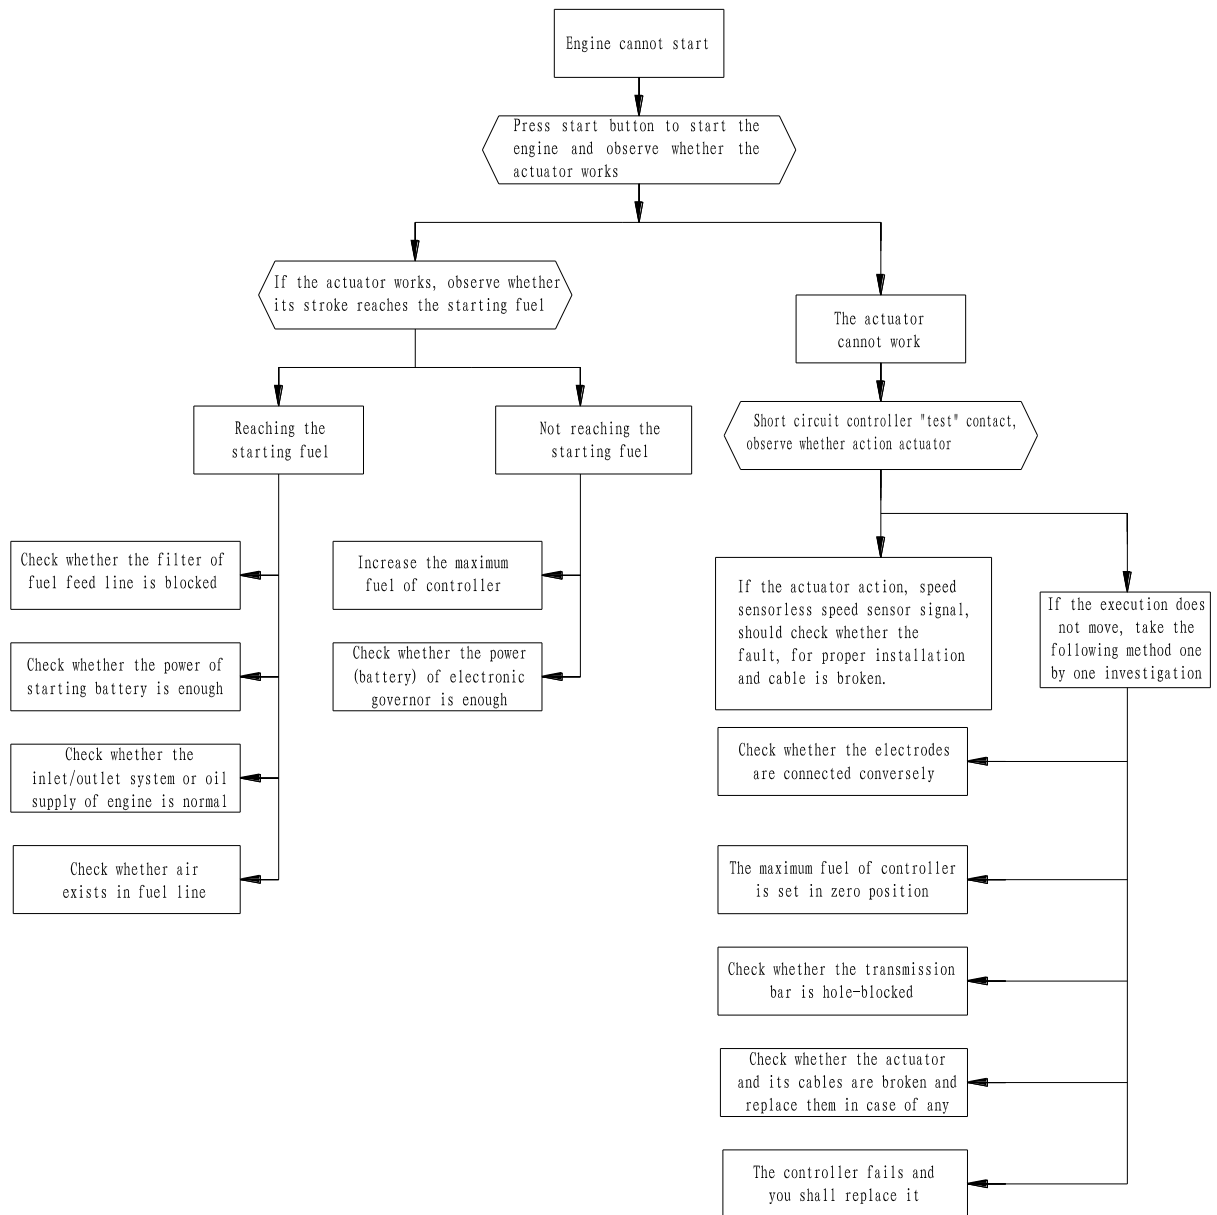 Engine cannot start
Press start button to start the
engine and observe whether the
actuator works
If the actuator works, observe whether
its stroke reaches the starting fuel
The actuator
cannot work
Reaching the
starting fuel
Not reaching the
starting fuel
Short circuit controller "test" contact,
observe whether action actuator
Check whether the filter of
fuel feed line is blocked
Check whether the power of
starting battery is enough
Check whether the
inlet/outlet system or oil
supply of engine is normal
Check whether air
exists in fuel line
Increase the maximum
fuel of controller
Check whether the power
(battery) of electronic
governor is enough
If the actuator action, speed
sensorless speed sensor signal,
should check whether the
fault, for proper installation
and cable is broken.
If the execution does
not move, take the
following method one
by one investigation
Check whether the electrodes
are connected conversely
The maximum fuel of controller
is set in zero position
Check whether the transmission
bar is hole-blocked
Check whether the actuator
and its cables are broken and
replace them in case of any
The controller fails and
you shall replace it